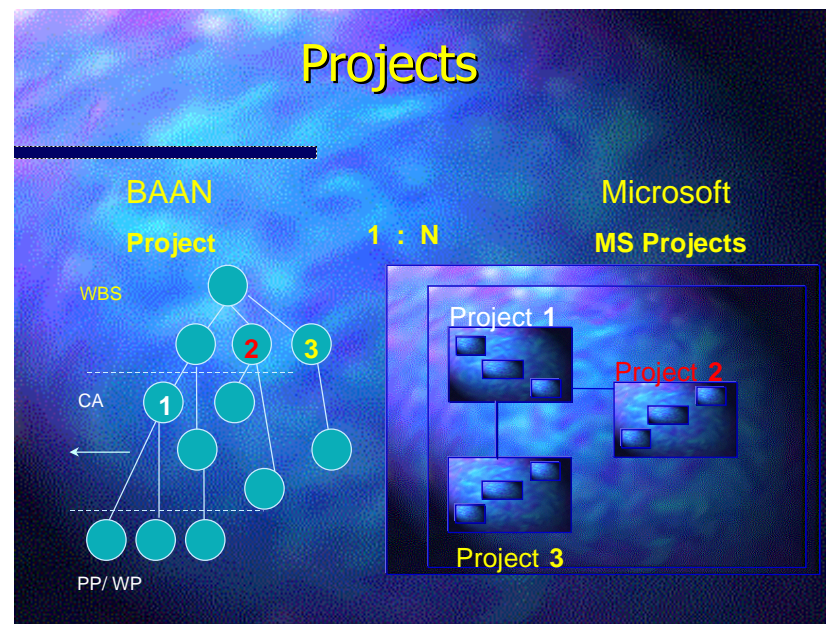 Projects
BAAN
Microsoft
Project
1 : N
MS Projects
WBS
2
3
CA
1
PP/ WP
Project 1
Project 2
Project 3